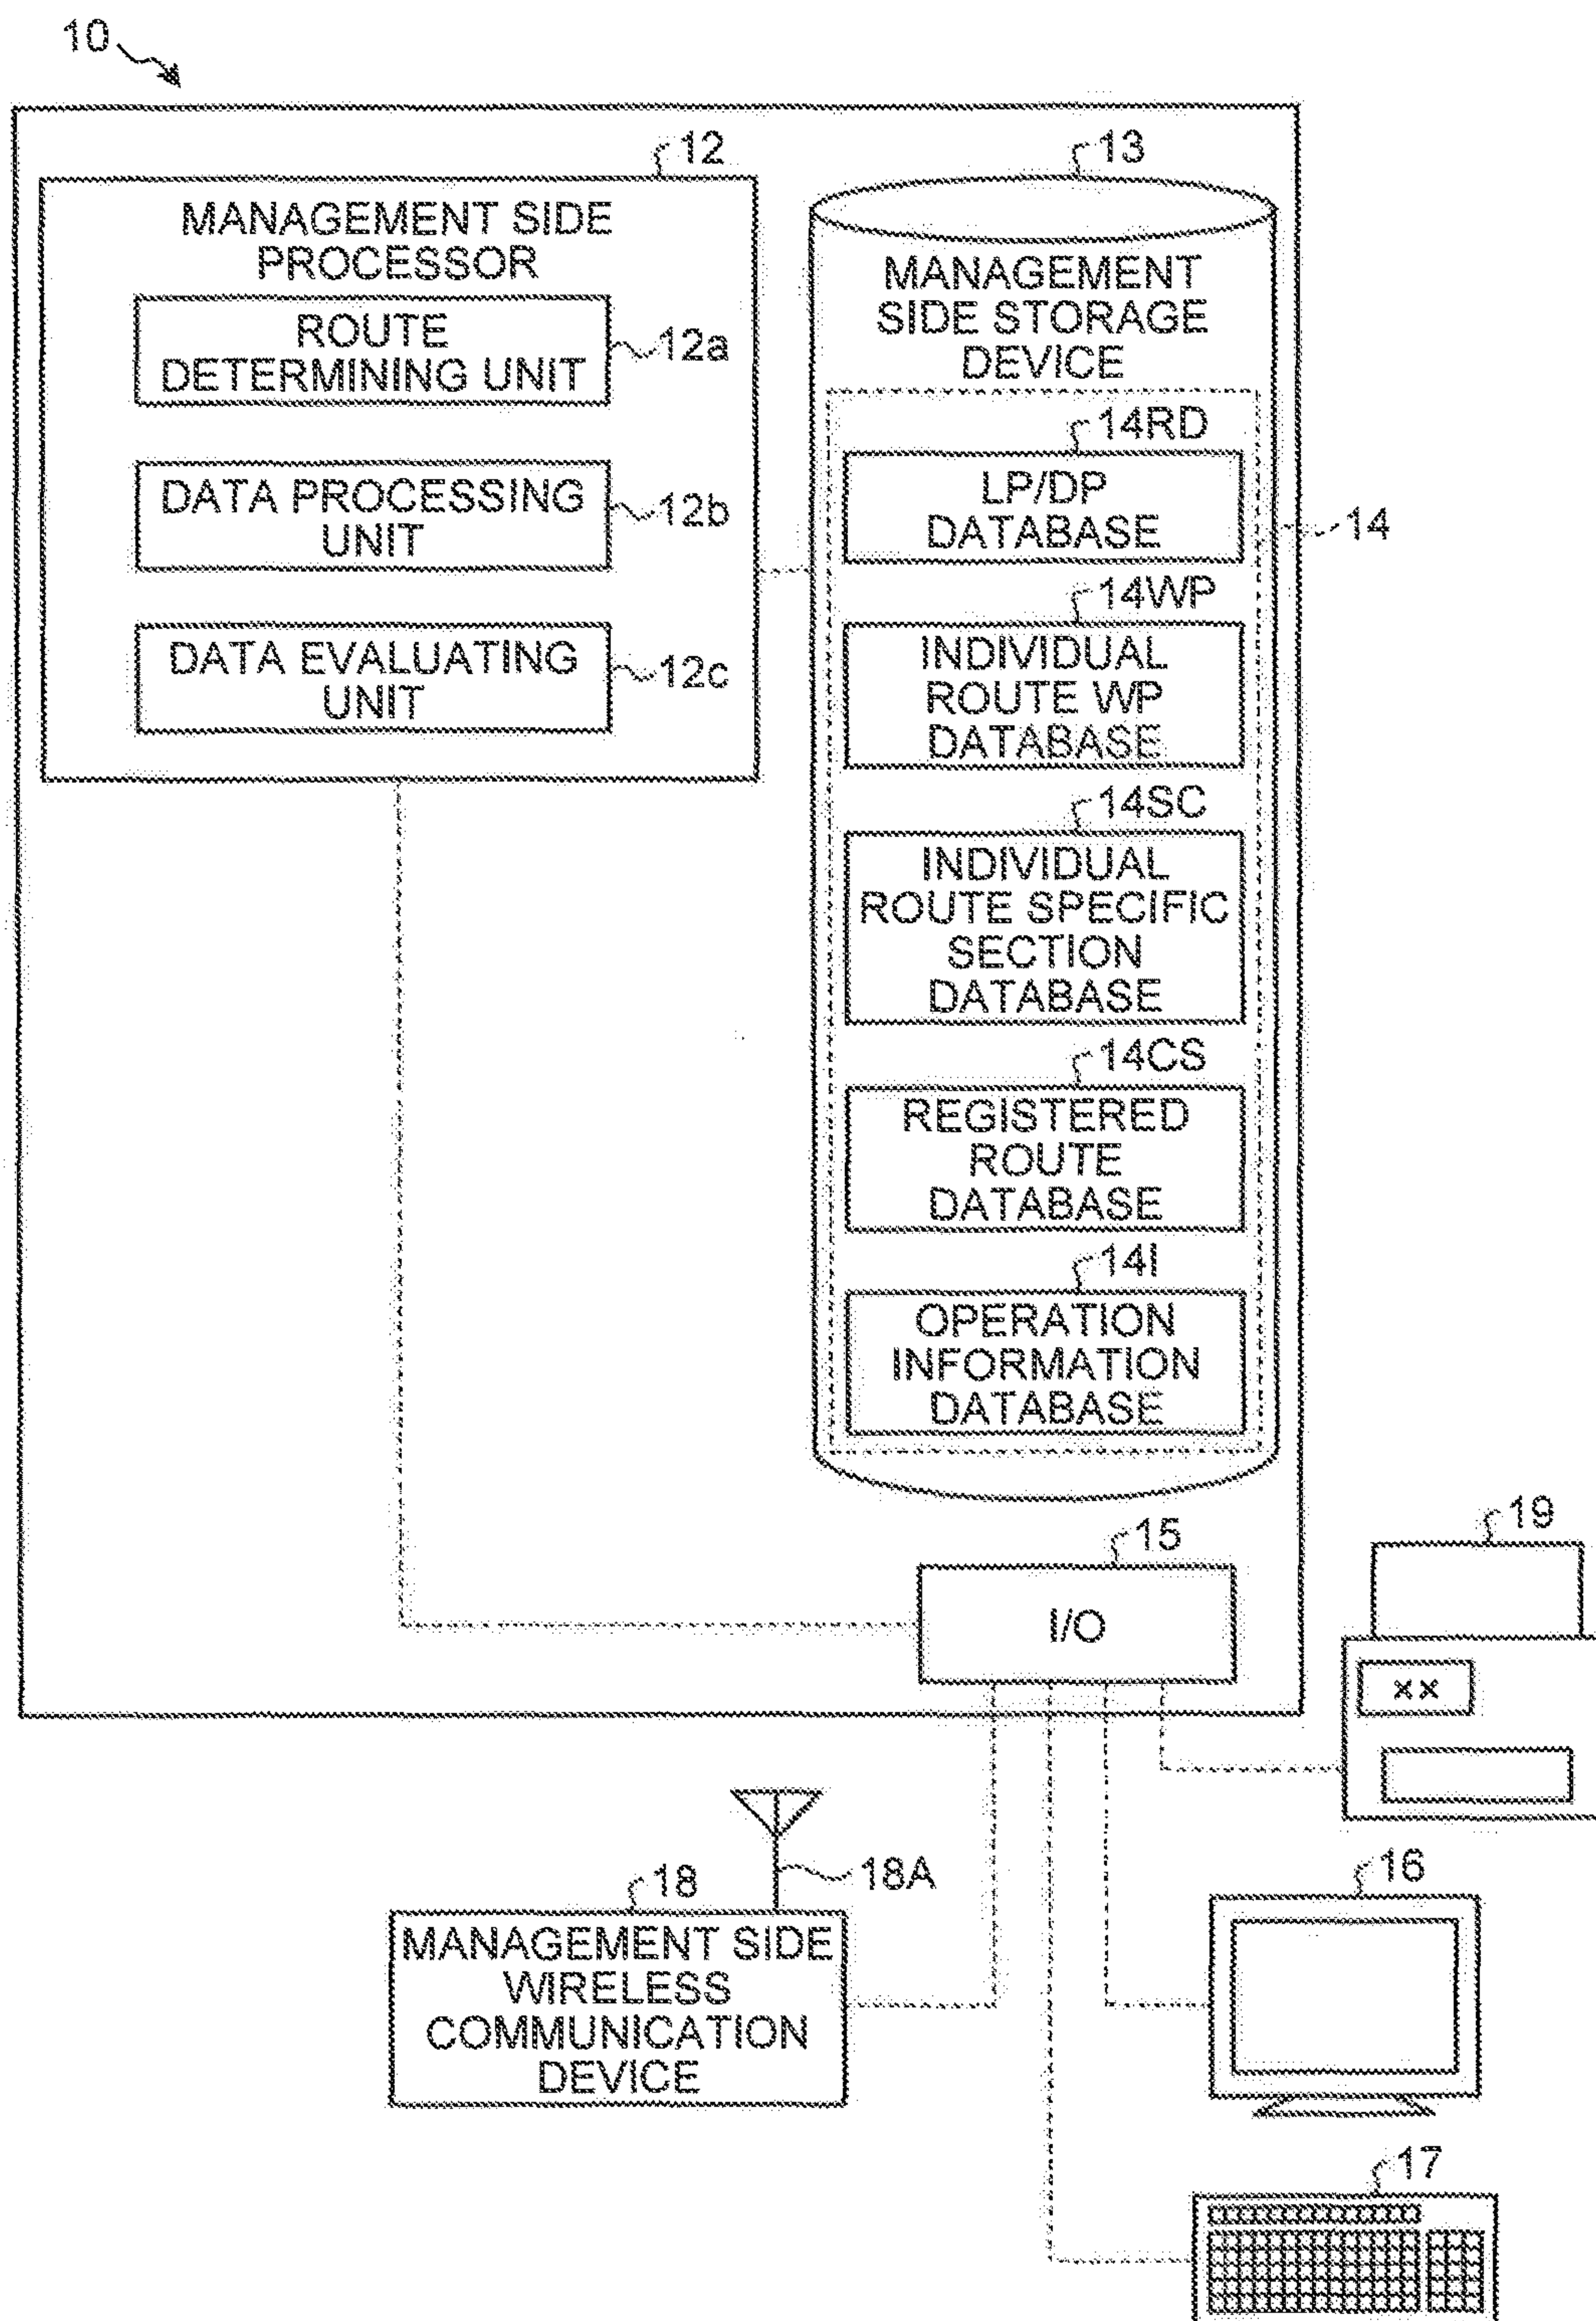 10
12
MANAGEMENT SIDE
PROCESSOR
ROUTE
DETERMINING UNIT
12a
DATA PROCESSING
UNIT
12b
DATA EVALUATING
UNIT
12c
13
MANAGEMENT
SIDE STORAGE
DEVICE
14RD
LP/DP
DATABASE
14
14WP
INDIVIDUAL
ROUTE WP
DATABASE
14SC
INDIVIDUAL
ROUTE SPECIFIC
SECTION
DATABASE
14CS
REGISTERED
ROUTE
DATABASE
14I
OPERATION
INFORMATION
DATABASE
15
I/O
19
××
18
18A
MANAGEMENT SIDE
WIRELESS
COMMUNICATION
DEVICE
16
17